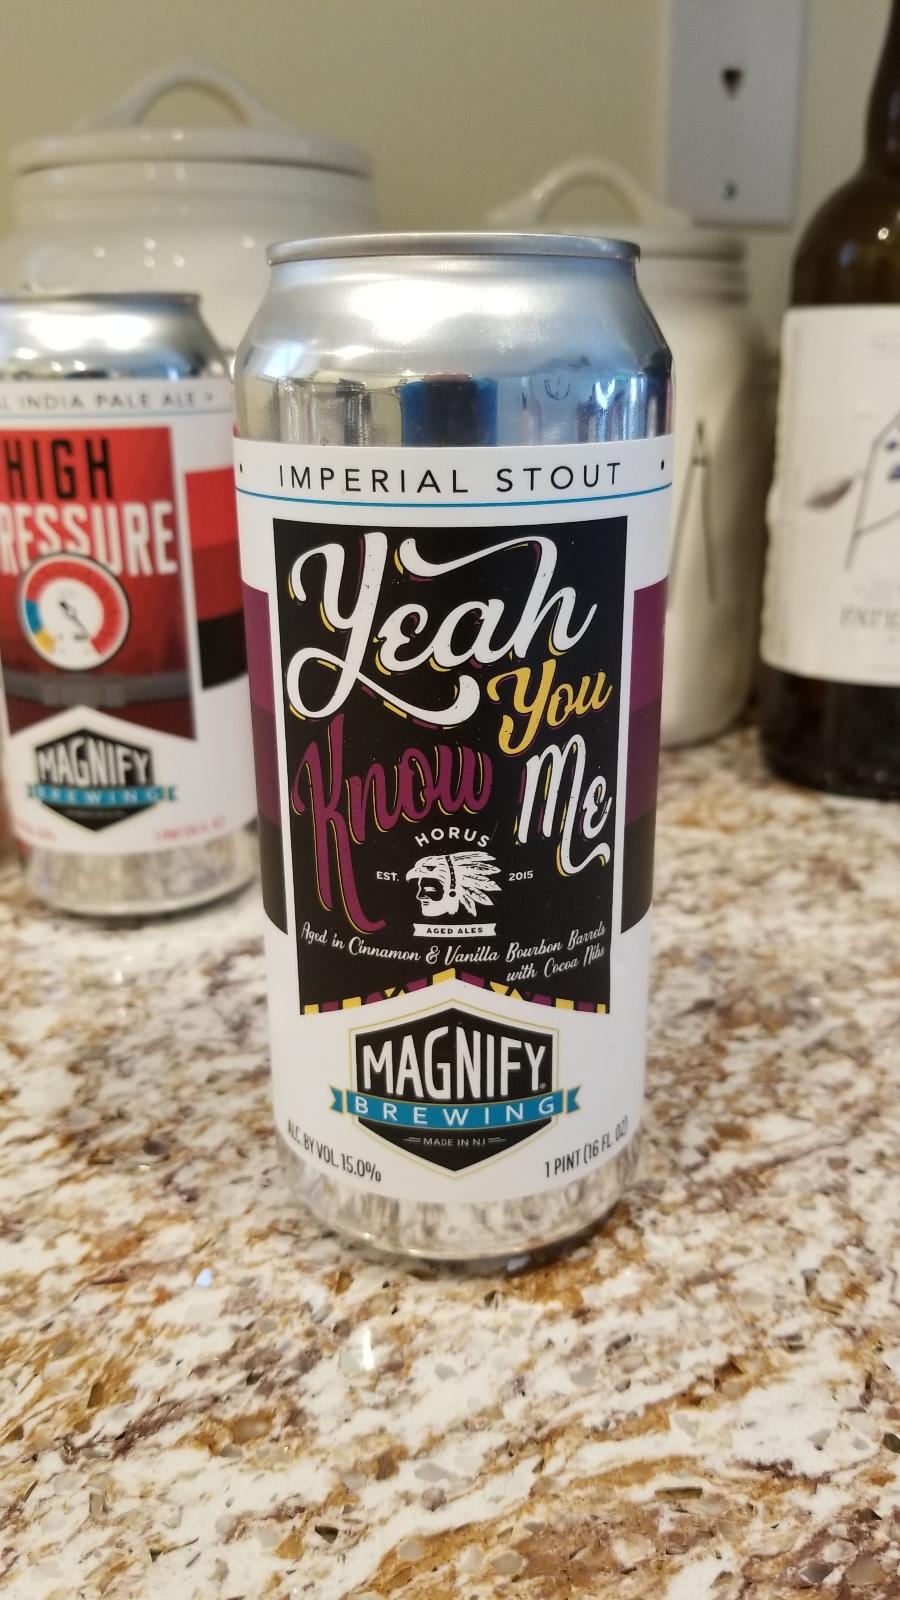 IMPERIAL STOUT
Yeah
You
Know
Me
HORUS
EST. 2015
AGED ALES
Aged in Cinnamon & Vanilla Bourbon Barrels
with Cocoa Nibs
MAGNIFY
BREWING
MADE IN NJ
ALC. BY VOL. 15.0%
1 PINT (16 FL. OZ)
INDIA PALE ALE
HIGH
RESSURE
MAGNIFY
BREWING